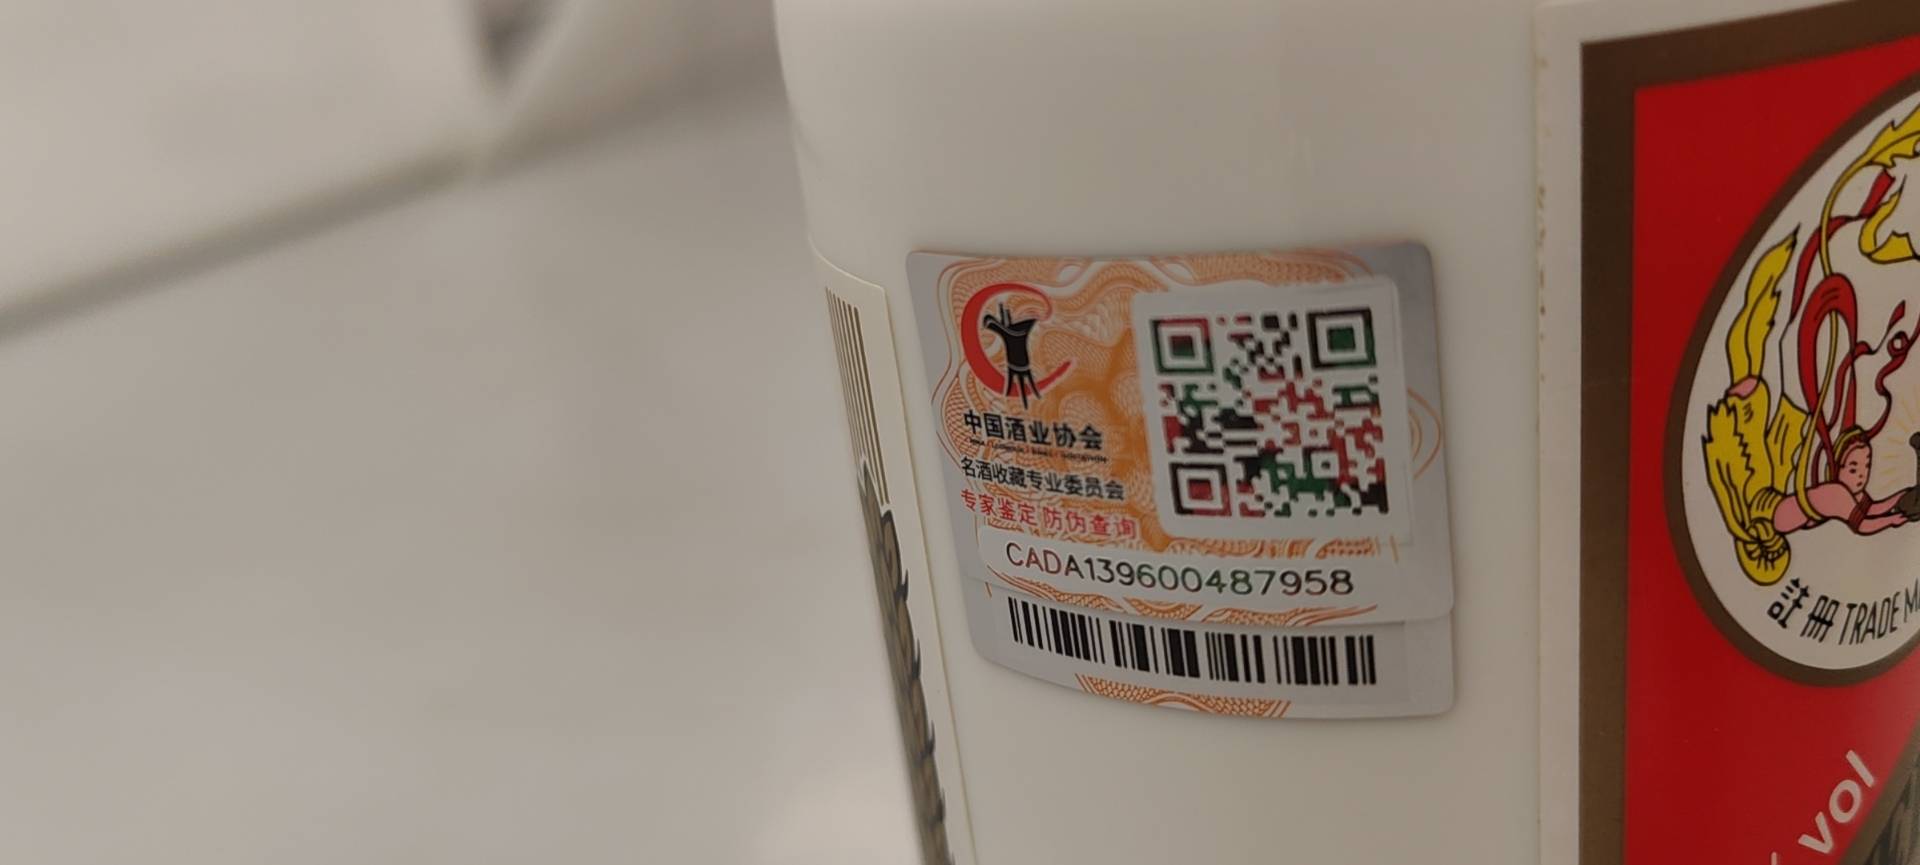 中国酒业协会
名酒收藏专业委员会
专家鉴定 防伪查询
CADA139600487958
註冊 TRADE
vol